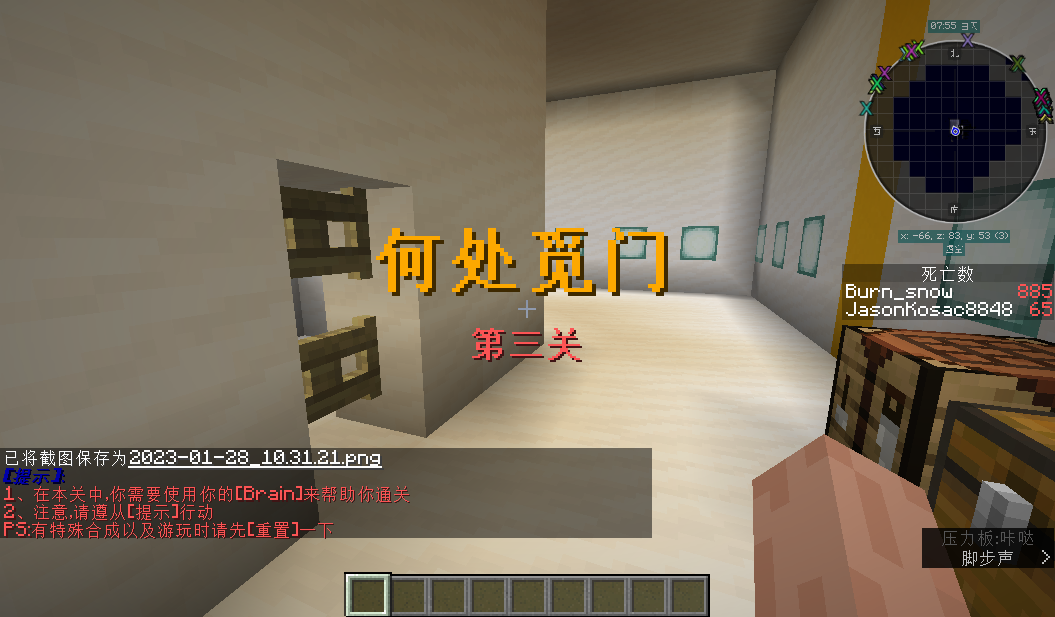 07:55 白天
北
西
东
南
x: -66, z: 83, y: 53 (3)
虚空
何处觅门
第三关
死亡数
Burn_snow 885
JasonKosac8848 65
已将截图保存为2023-01-28_10.31.21.png
[提示]:
1、在本关中,你需要使用你的[Brain]来帮助你通关
2、注意,请遵从[提示]行动
PS:有特殊合成以及游玩时请先[重置]一下
压力板:咔哒
脚步声 >